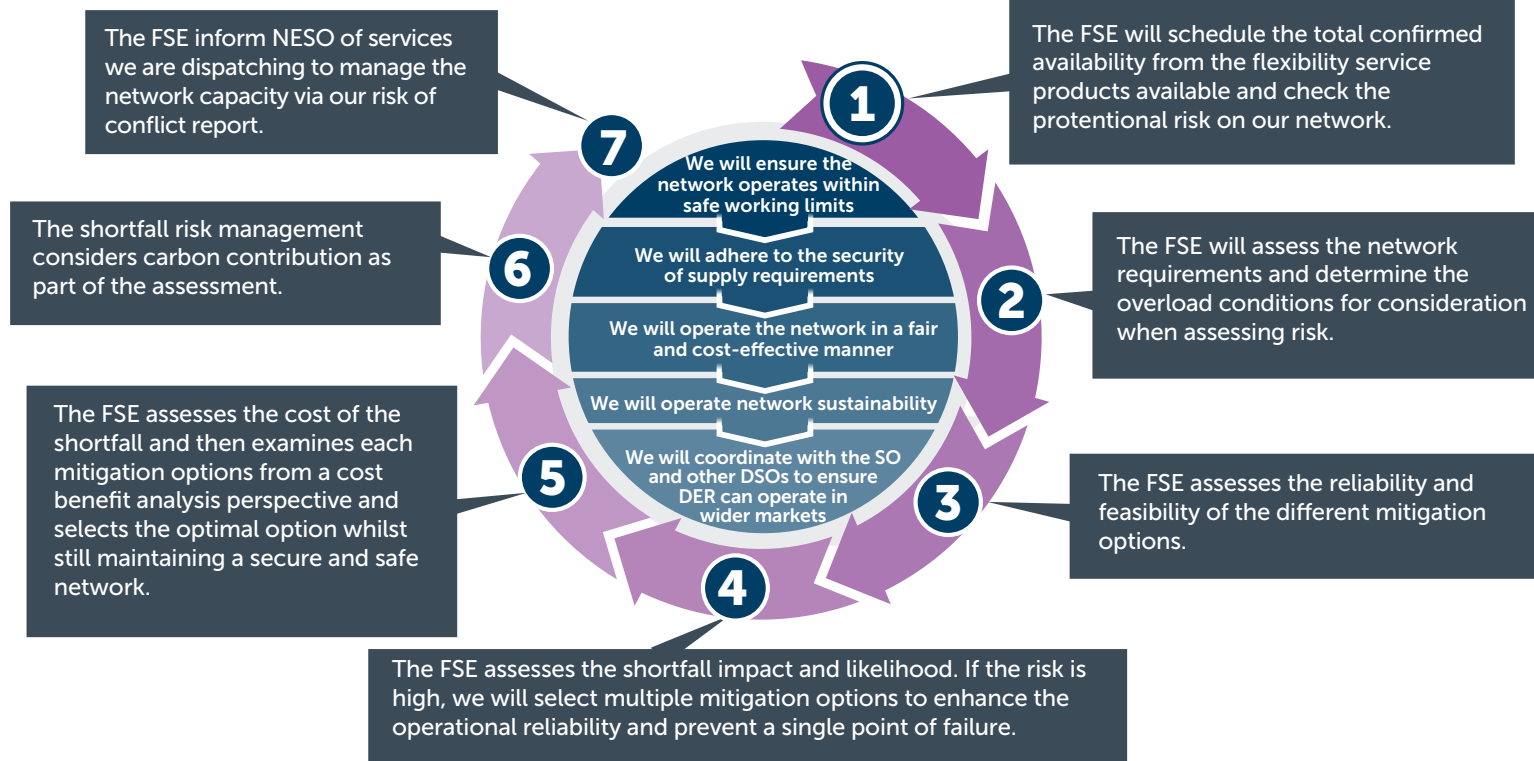 1
The FSE will schedule the total confirmed
availability from the flexibility service
products available and check the
protentional risk on our network.
2
The FSE will assess the network
requirements and determine the
overload conditions for consideration
when assessing risk.
3
The FSE assesses the reliability and
feasibility of the different mitigation
options.
4
The FSE assesses the shortfall impact and likelihood. If the risk is
high, we will select multiple mitigation options to enhance the
operational reliability and prevent a single point of failure.
5
The FSE assesses the cost of the
shortfall and then examines each
mitigation options from a cost
benefit analysis perspective and
selects the optimal option whilst
still maintaining a secure and safe
network.
6
The shortfall risk management
considers carbon contribution as
part of the assessment.
7
The FSE inform NESO of services
we are dispatching to manage the
network capacity via our risk of
conflict report.
We will ensure the
network operates within
safe working limits
We will adhere to the security
of supply requirements
We will operate the network in a fair
and cost-effective manner
We will operate network sustainability
We will coordinate with the SO
and other DSOs to ensure
DER can operate in
wider markets